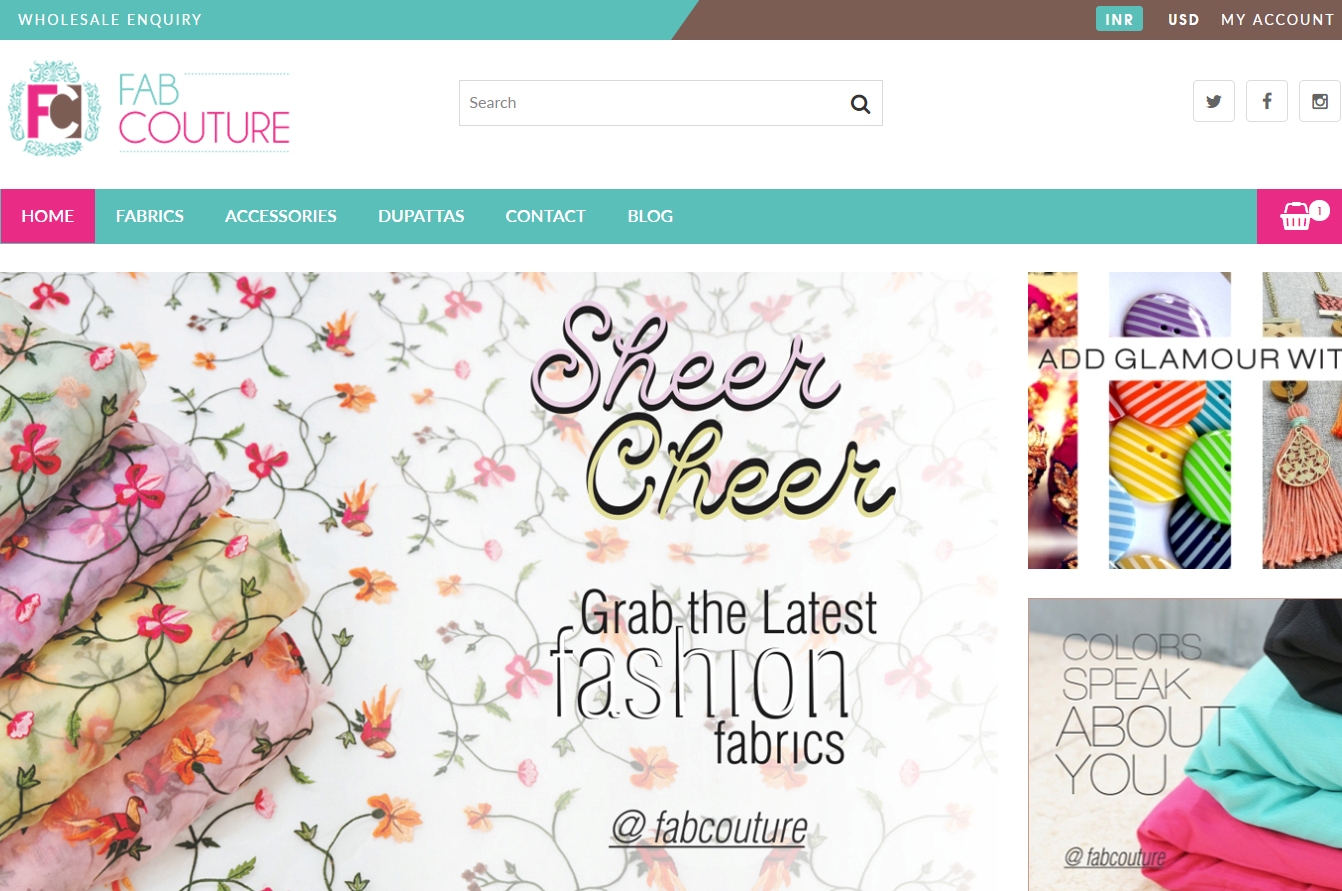 WHOLESALE ENQUIRY
INR USD MY ACCOUNT
FC
FAB
COUTURE
Search
HOME FABRICS ACCESSORIES DUPATTAS CONTACT BLOG
1
Sheer
Cheer
Grab the Latest
fashion
fabrics
@ fabcouture
ADD GLAMOUR WIT
COLORS
SPEAK
ABOUT
YOU
@ fabcouture